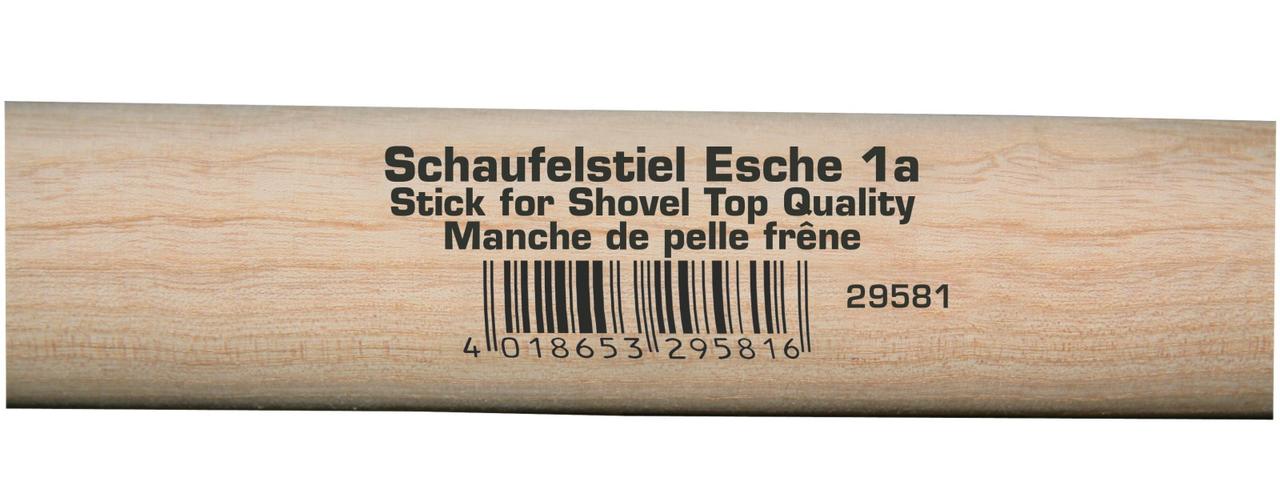 Schaufelstiel Esche 1a
Stick for Shovel Top Quality
Manche de pelle frêne
29581
4 018653 295816